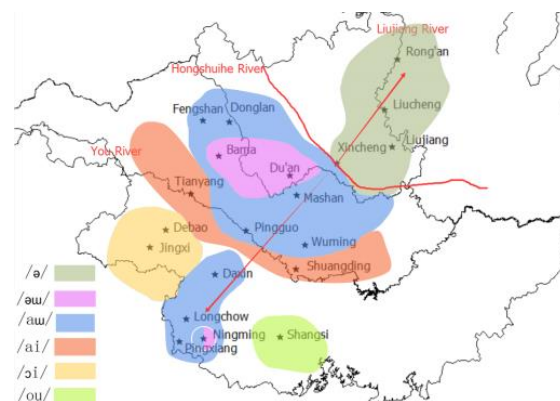 Liujiang River
Rong'an
Hongshuihe River
Fengshan Donglan
Liucheng
Xincheng Liujiang
Bama
You River
Du'an
Tianyang
Mashan
Debao
Pingguo
Jingxi
Wuming
Shuangding
Daxin
/ə/
/əɯ/
/aɯ/
/ai/
/ɔi/
/ou/
Longchow
Ningming
Shangsi
Pingxiang